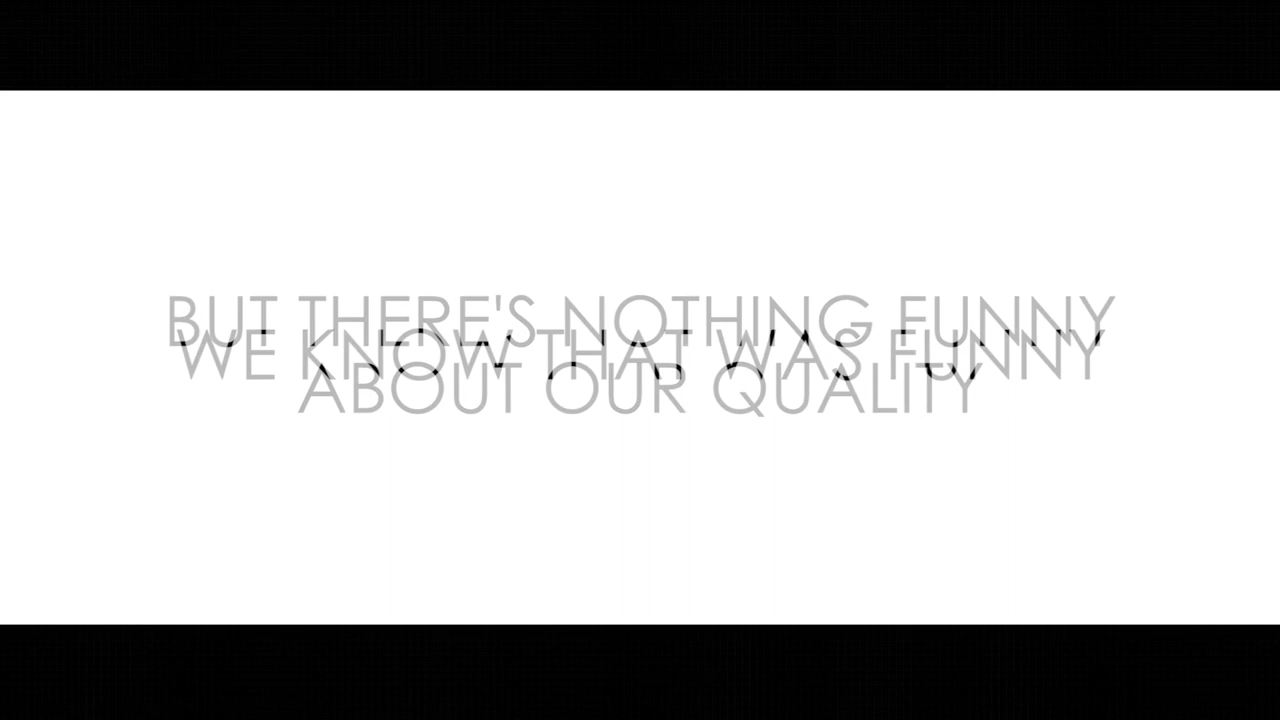 BUT THERE'S NOTHING FUNNY
WE KNOW THAT WAS FUNNY
ABOUT OUR QUALITY